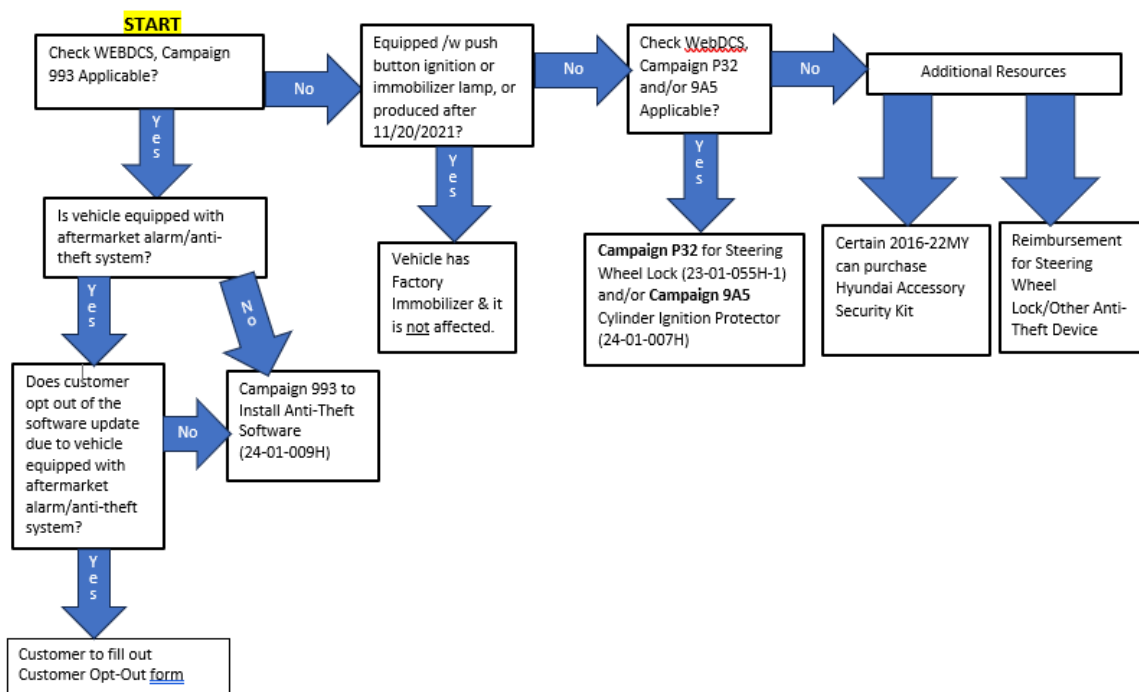 START
Check WEBDCS, Campaign
993 Applicable?
No
Equipped /w push
button ignition or
immobilizer lamp, or
produced after
11/20/2021?
No
Check WebDCS,
Campaign P32
and/or 9A5
Applicable?
No
Additional Resources
Yes
Is vehicle equipped with
aftermarket alarm/anti-
theft system?
Yes
Vehicle has
Factory
Immobilizer & it
is not affected.
Yes
Campaign P32 for Steering
Wheel Lock (23-01-055H-1)
and/or Campaign 9A5
Cylinder Ignition Protector
(24-01-007H)
Certain 2016-22MY
can purchase
Hyundai Accessory
Security Kit
Reimbursement
for Steering
Wheel
Lock/Other Anti-
Theft Device
Yes
No
Does customer
opt out of the
software update
due to vehicle
equipped with
aftermarket
alarm/anti-theft
system?
No
Campaign 993 to
Install Anti-Theft
Software
(24-01-009H)
Yes
Customer to fill out
Customer Opt-Out form